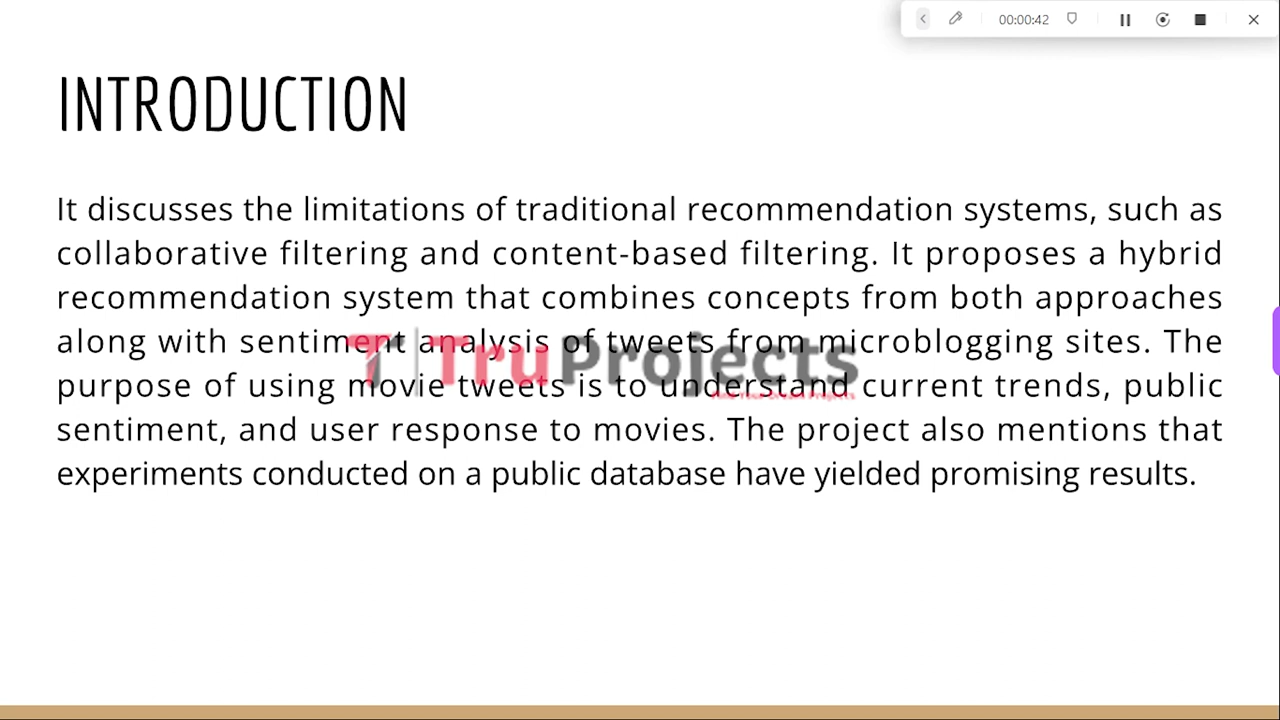 00:00:42
INTRODUCTION
It discusses the limitations of traditional recommendation systems, such as
collaborative filtering and content-based filtering. It proposes a hybrid
recommendation system that combines concepts from both approaches
along with sentiment analysis of tweets from microblogging sites. The
purpose of using movie tweets is to understand current trends, public
sentiment, and user response to movies. The project also mentions that
experiments conducted on a public database have yielded promising results.
TruProjects